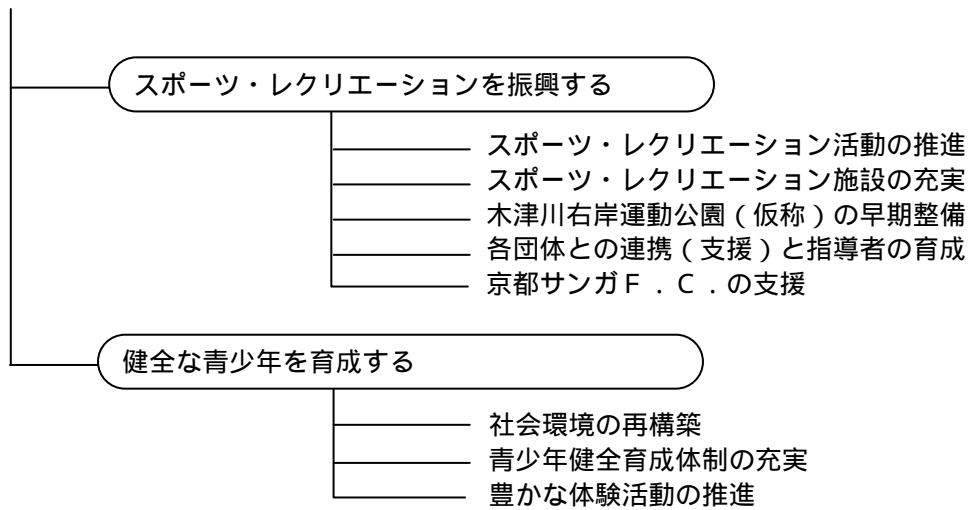 スポーツ・レクリエーションを振興する
スポーツ・レクリエーション活動の推進
スポーツ・レクリエーション施設の充実
木津川右岸運動公園(仮称)の早期整備
各団体との連携(支援)と指導者の育成
京都サンガF.C.の支援
健全な青少年を育成する
社会環境の再構築
青少年健全育成体制の充実
豊かな体験活動の推進